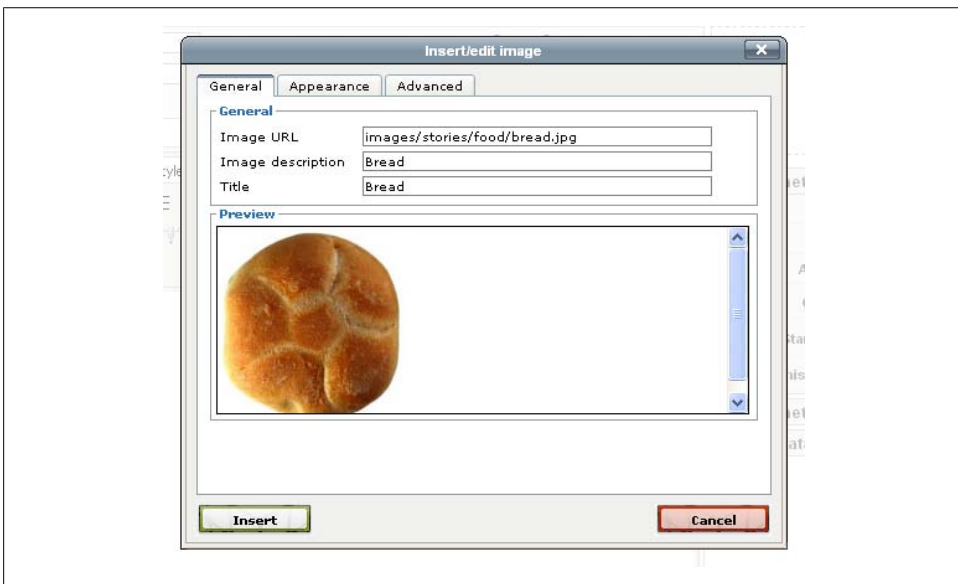 Insert/edit image
General Appearance Advanced
General
Image URL images/stories/food/bread.jpg
Image description Bread
Title Bread
Preview
Insert Cancel